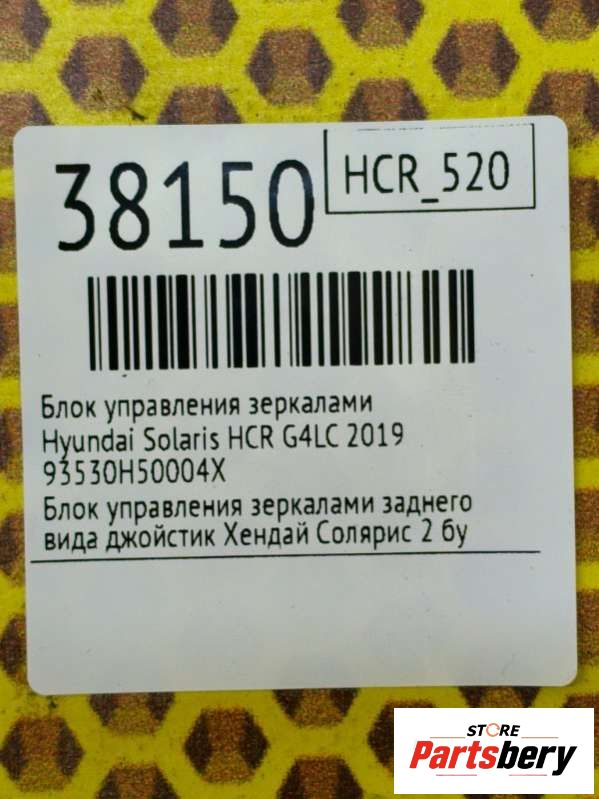 38150
HCR_520
Блок управления зеркалами
Hyundai Solaris HCR G4LC 2019
93530H50004X
Блок управления зеркалами заднего
вида джойстик Хендай Солярис 2 бу
STORE
Partsbery